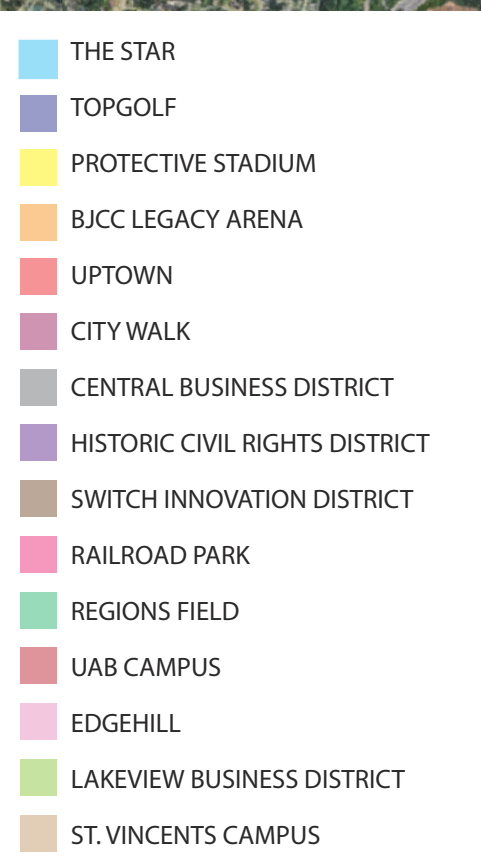 THE STAR
TOPGOLF
PROTECTIVE STADIUM
BJCC LEGACY ARENA
UPTOWN
CITY WALK
CENTRAL BUSINESS DISTRICT
HISTORIC CIVIL RIGHTS DISTRICT
SWITCH INNOVATION DISTRICT
RAILROAD PARK
REGIONS FIELD
UAB CAMPUS
EDGEHILL
LAKEVIEW BUSINESS DISTRICT
ST. VINCENTS CAMPUS